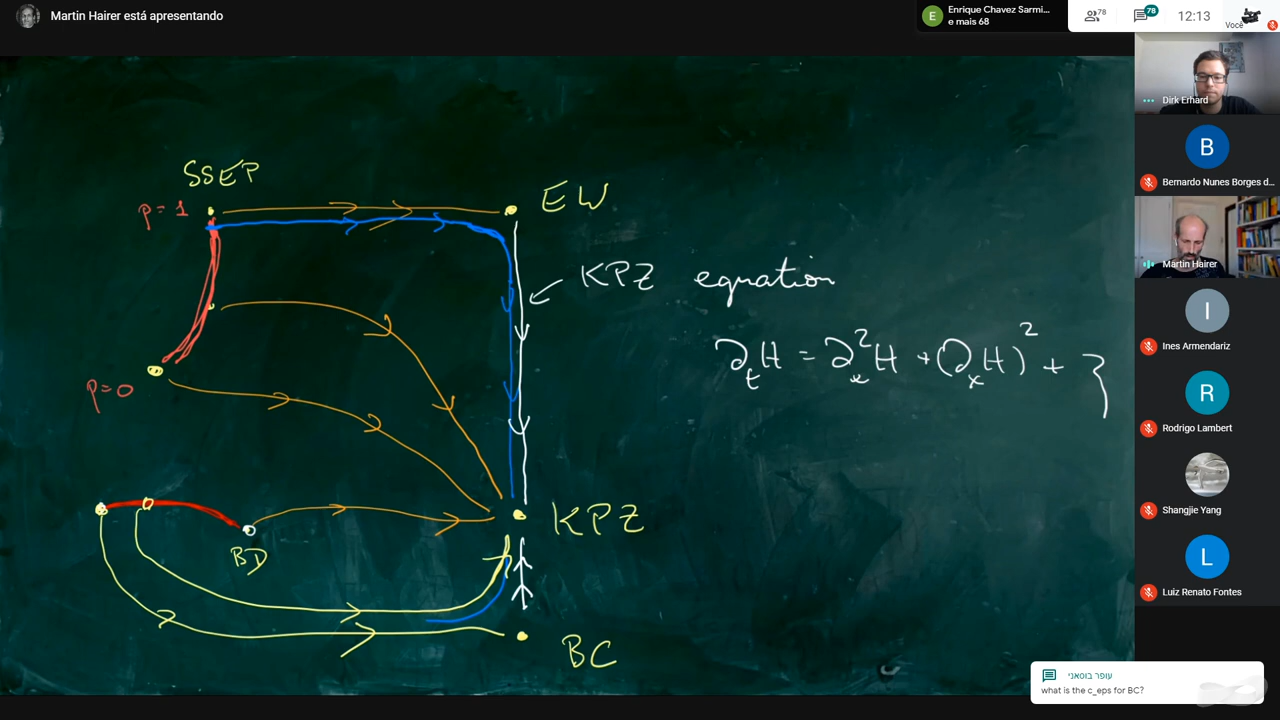 Martin Hairer está apresentando
Enrique Chavez Sarmi...
e mais 68
78
78
12:13
Você
SSEP
p=1
EW
KPZ equation
∂ₜH = ∂ₓ²H + (∂ₓH)² + ξ
p=0
KPZ
BD
BC
Dirk Erhard
Bernardo Nunes Borges d...
Martin Hairer
I
Ines Armendariz
R
Rodrigo Lambert
Shangjie Yang
L
Luiz Renato Fontes
עופר בוסאני
what is the c_eps for BC?
E
B